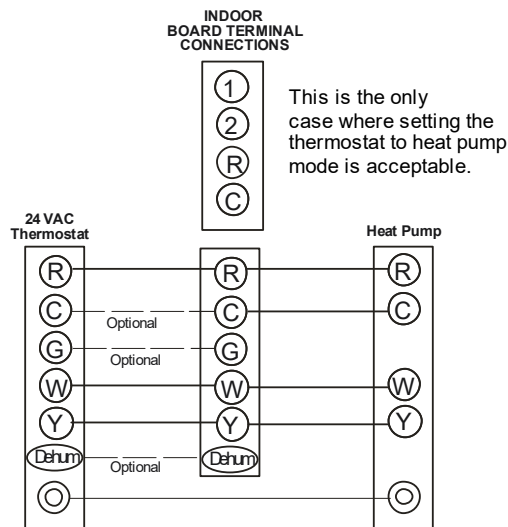 INDOOR
BOARD TERMINAL
CONNECTIONS
1
2
R
C
This is the only
case where setting the
thermostat to heat pump
mode is acceptable.
24 VAC
Thermostat
Heat Pump
R R R
C Optional C C
G Optional G
W W W
Y Y Y
Dehum Optional Dehum